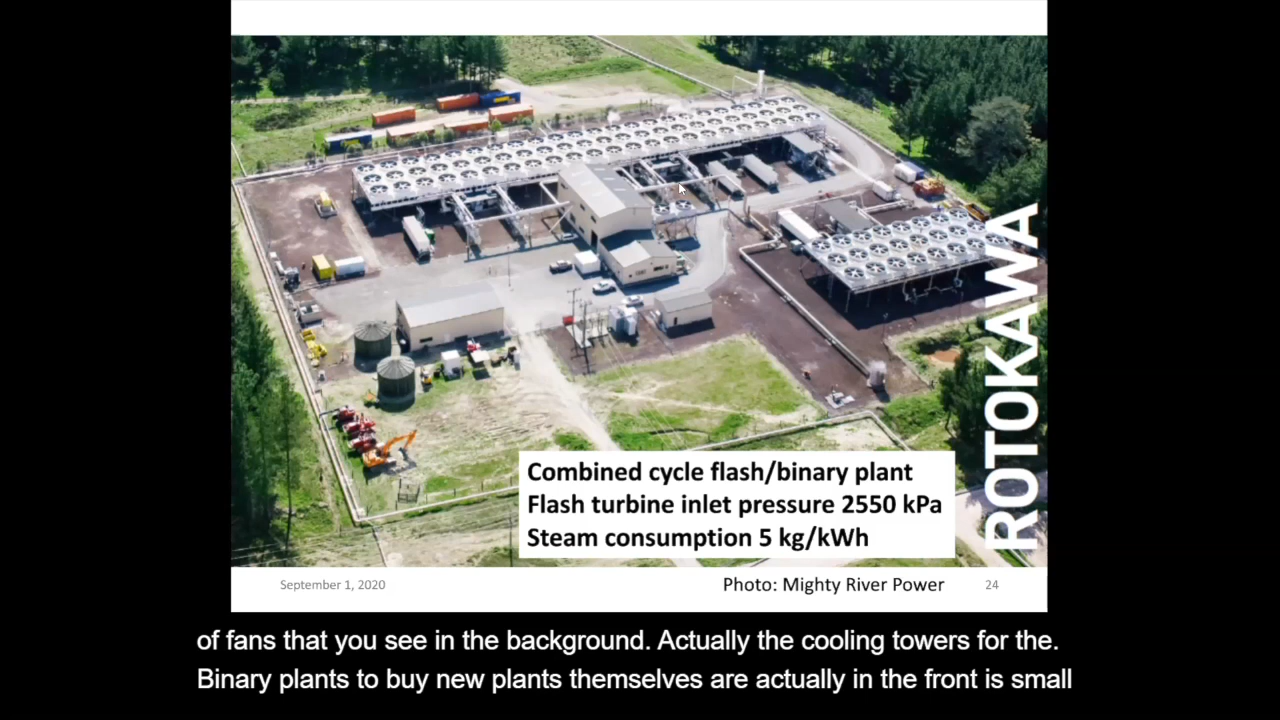 ROTOKAWA
Combined cycle flash/binary plant
Flash turbine inlet pressure 2550 kPa
Steam consumption 5 kg/kWh
September 1, 2020
Photo: Mighty River Power
24
of fans that you see in the background. Actually the cooling towers for the.
Binary plants to buy new plants themselves are actually in the front is small